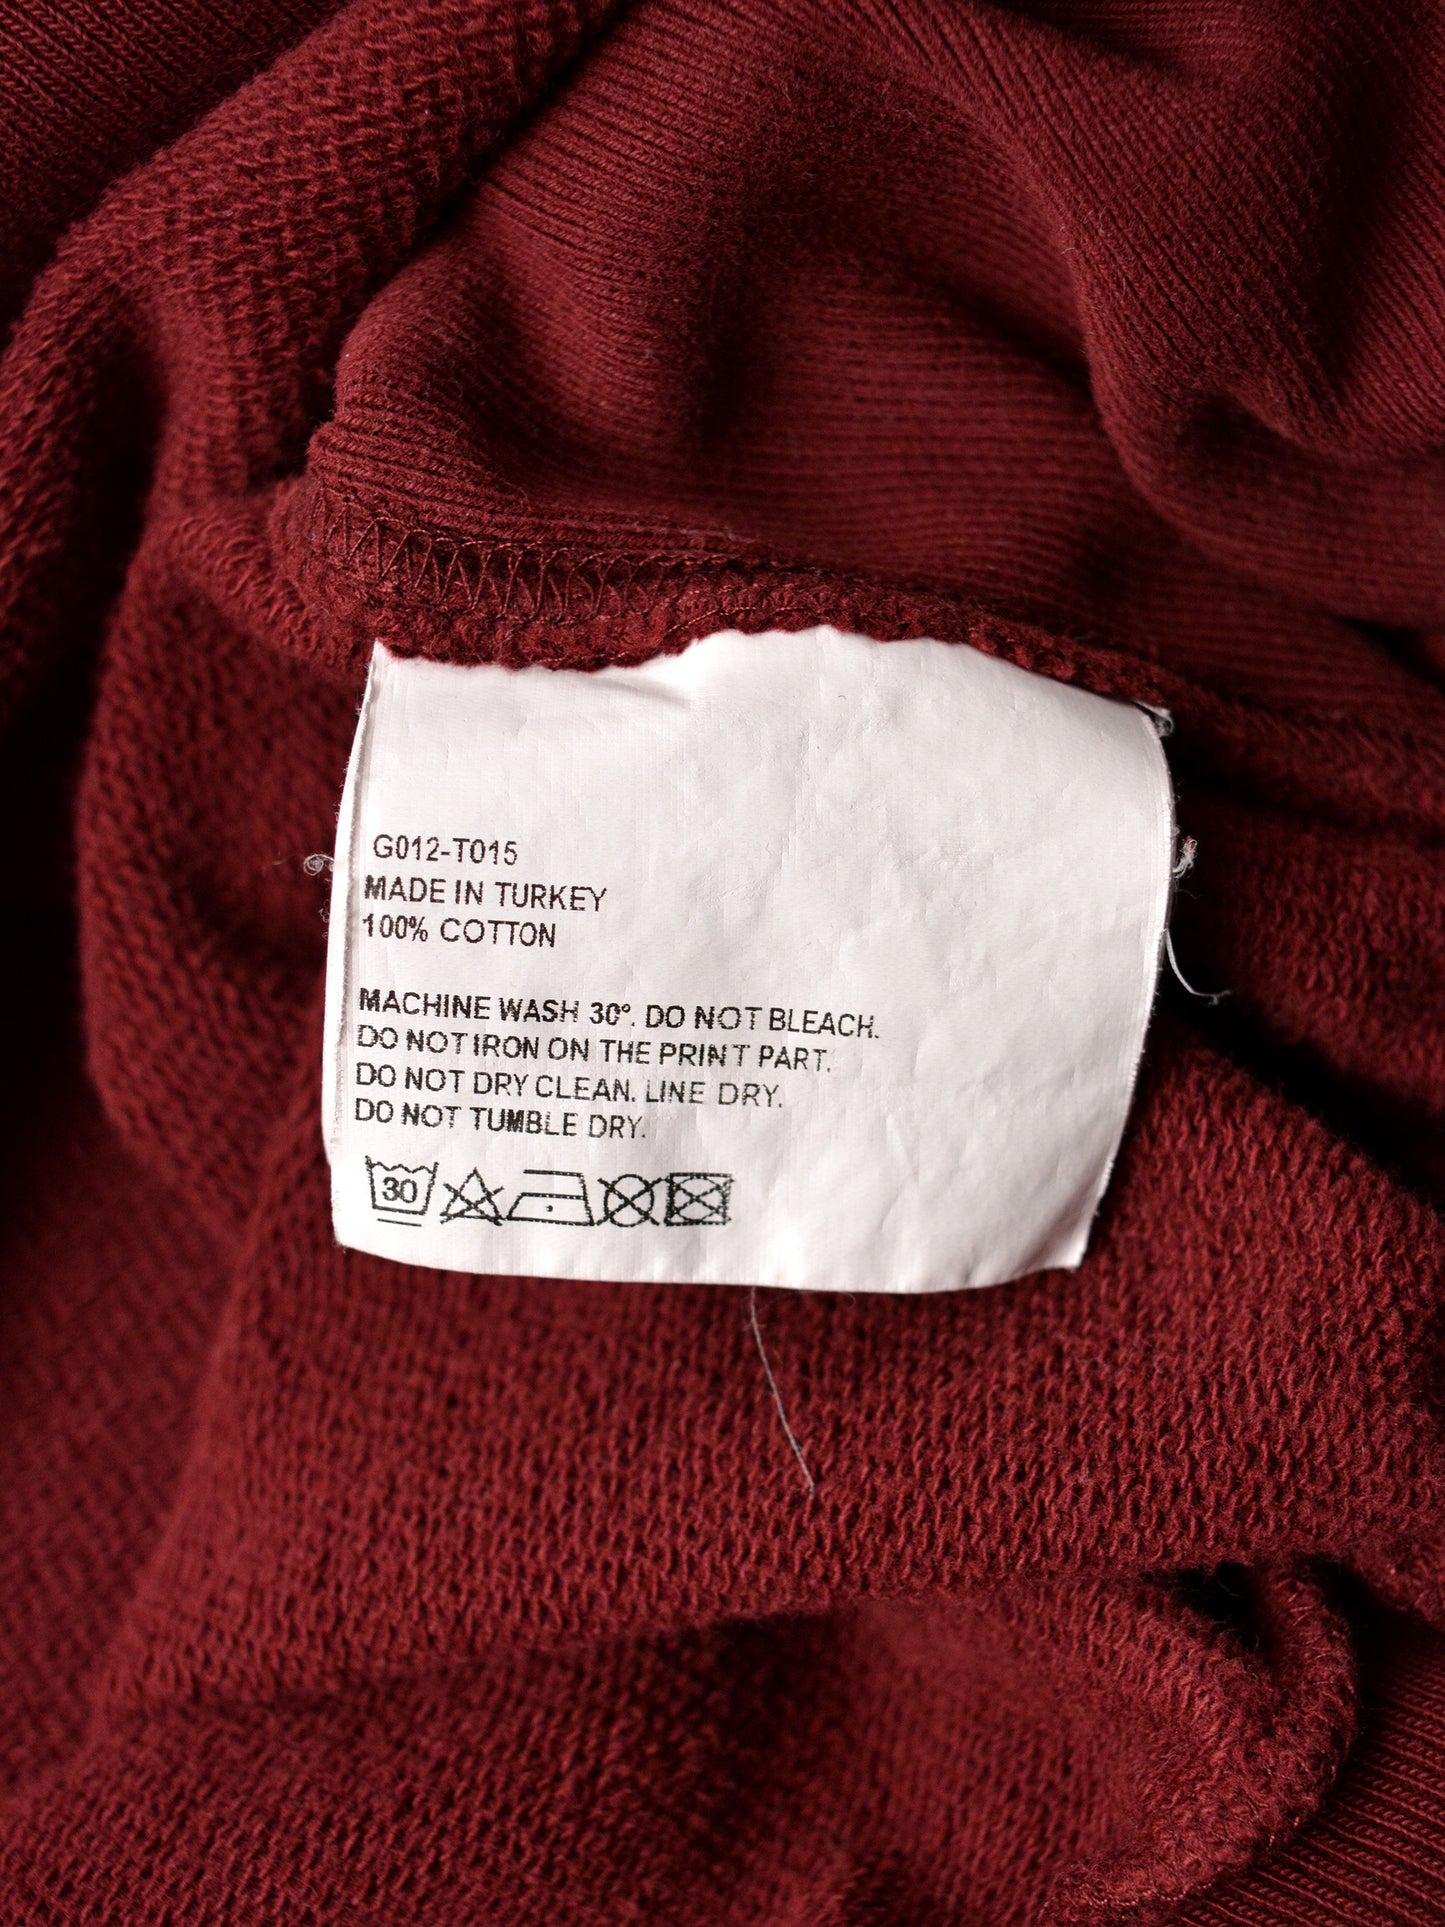 G012-T015
MADE IN TURKEY
100% COTTON
MACHINE WASH 30°. DO NOT BLEACH.
DO NOT IRON ON THE PRINT PART.
DO NOT DRY CLEAN. LINE DRY.
DO NOT TUMBLE DRY.
30